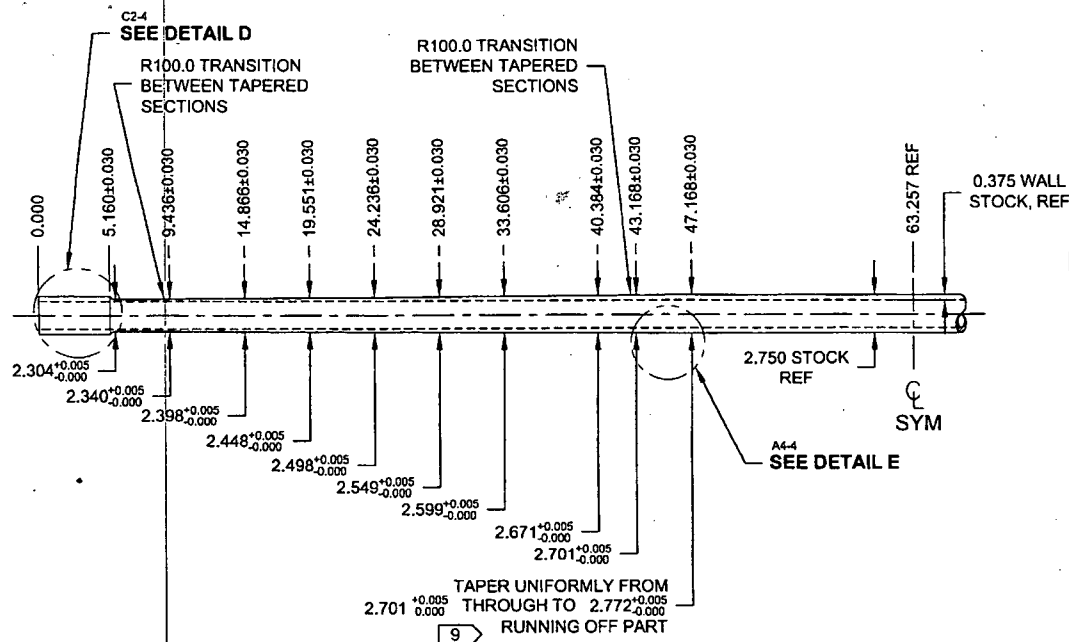 C2-4
SEE DETAIL D
R100.0 TRANSITION
BETWEEN TAPERED
SECTIONS
R100.0 TRANSITION
BETWEEN TAPERED
SECTIONS
0.000
5.160±0.030
9.436±0.030
14.866±0.030
19.551±0.030
24.236±0.030
28.921±0.030
33.606±0.030
40.384±0.030
43.168±0.030
47.168±0.030
63.257 REF
0.375 WALL
STOCK, REF
2.304 +0.005 -0.000
2.340 +0.005 -0.000
2.398 +0.005 -0.000
2.448 +0.005 -0.000
2.498 +0.005 -0.000
2.549 +0.005 -0.000
2.599 +0.005 -0.000
2.671 +0.005 -0.000
2.701 +0.005 -0.000
2.750 STOCK
REF
CL
SYM
A4-4
SEE DETAIL E
TAPER UNIFORMLY FROM
2.701 +0.005 0.000 THROUGH TO 2.772 +0.005 -0.000
RUNNING OFF PART
9